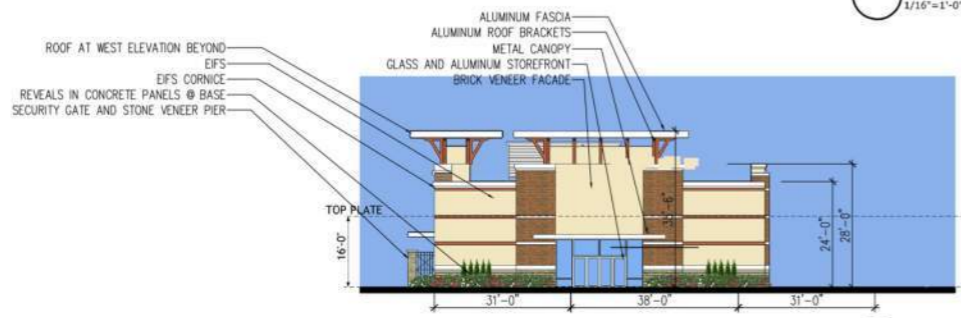 1/16"=1'-0"
ALUMINUM FASCIA
ALUMINUM ROOF BRACKETS
METAL CANOPY
GLASS AND ALUMINUM STOREFRONT
BRICK VENEER FACADE
ROOF AT WEST ELEVATION BEYOND
EIFS
EIFS CORNICE
REVEALS IN CONCRETE PANELS @ BASE
SECURITY GATE AND STONE VENEER PIER
TOP PLATE
16'-0"
35'-6"
24'-0"
28'-0"
31'-0"
38'-0"
31'-0"